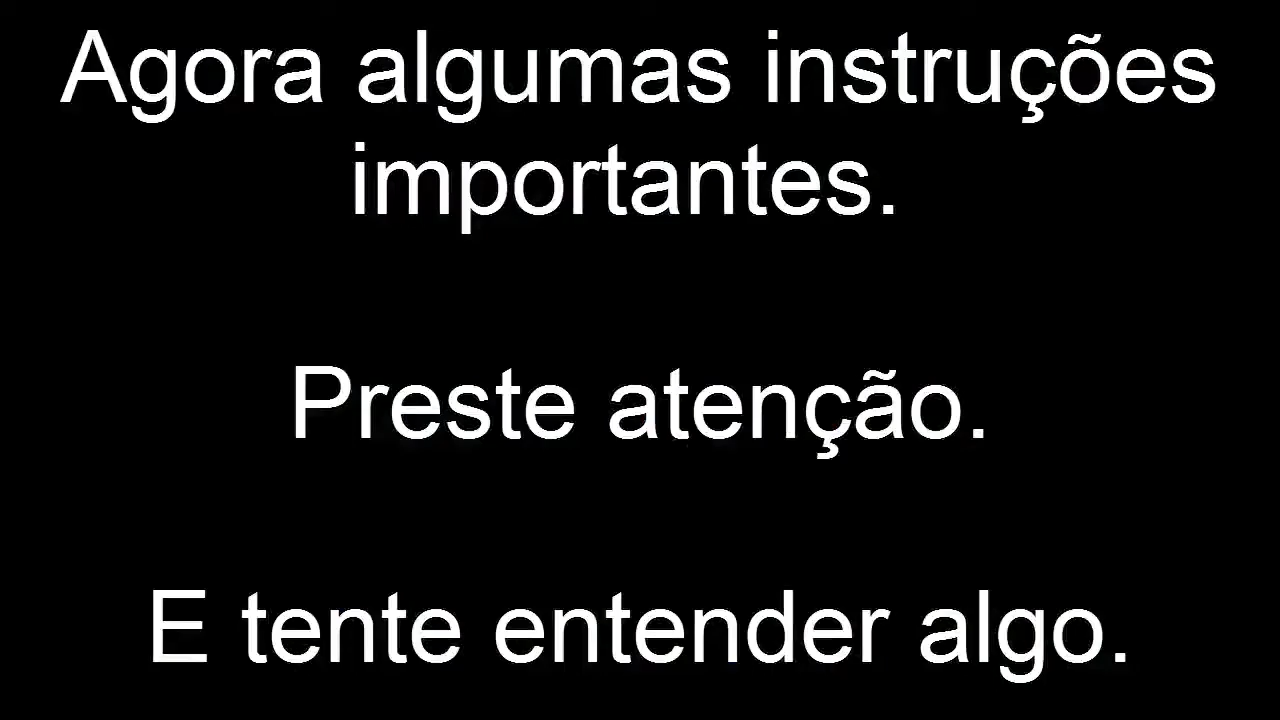 Agora algumas instruções
importantes.
Preste atenção.
E tente entender algo.